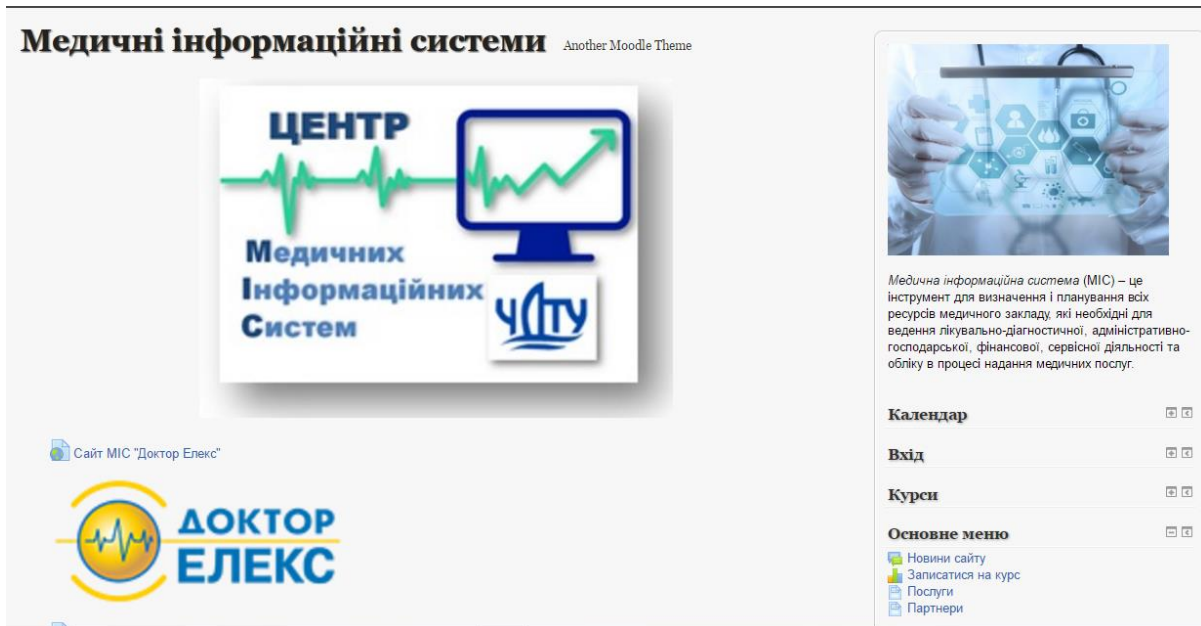 Медичні інформаційні системи Another Moodle Theme
ЦЕНТР
Медичних
Інформаційних
Систем
ЧДТУ
Сайт МІС "Доктор Елекс"
ДОКТОР
ЕЛЕКС
Медична інформаційна система (МІС) – це
інструмент для визначення і планування всіх
ресурсів медичного закладу, які необхідні для
ведення лікувально-діагностичної, адміністративно-
господарської, фінансової, сервісної діяльності та
обліку в процесі надання медичних послуг.
Календар
Вхід
Курси
Основне меню
Новини сайту
Записатися на курс
Послуги
Партнери